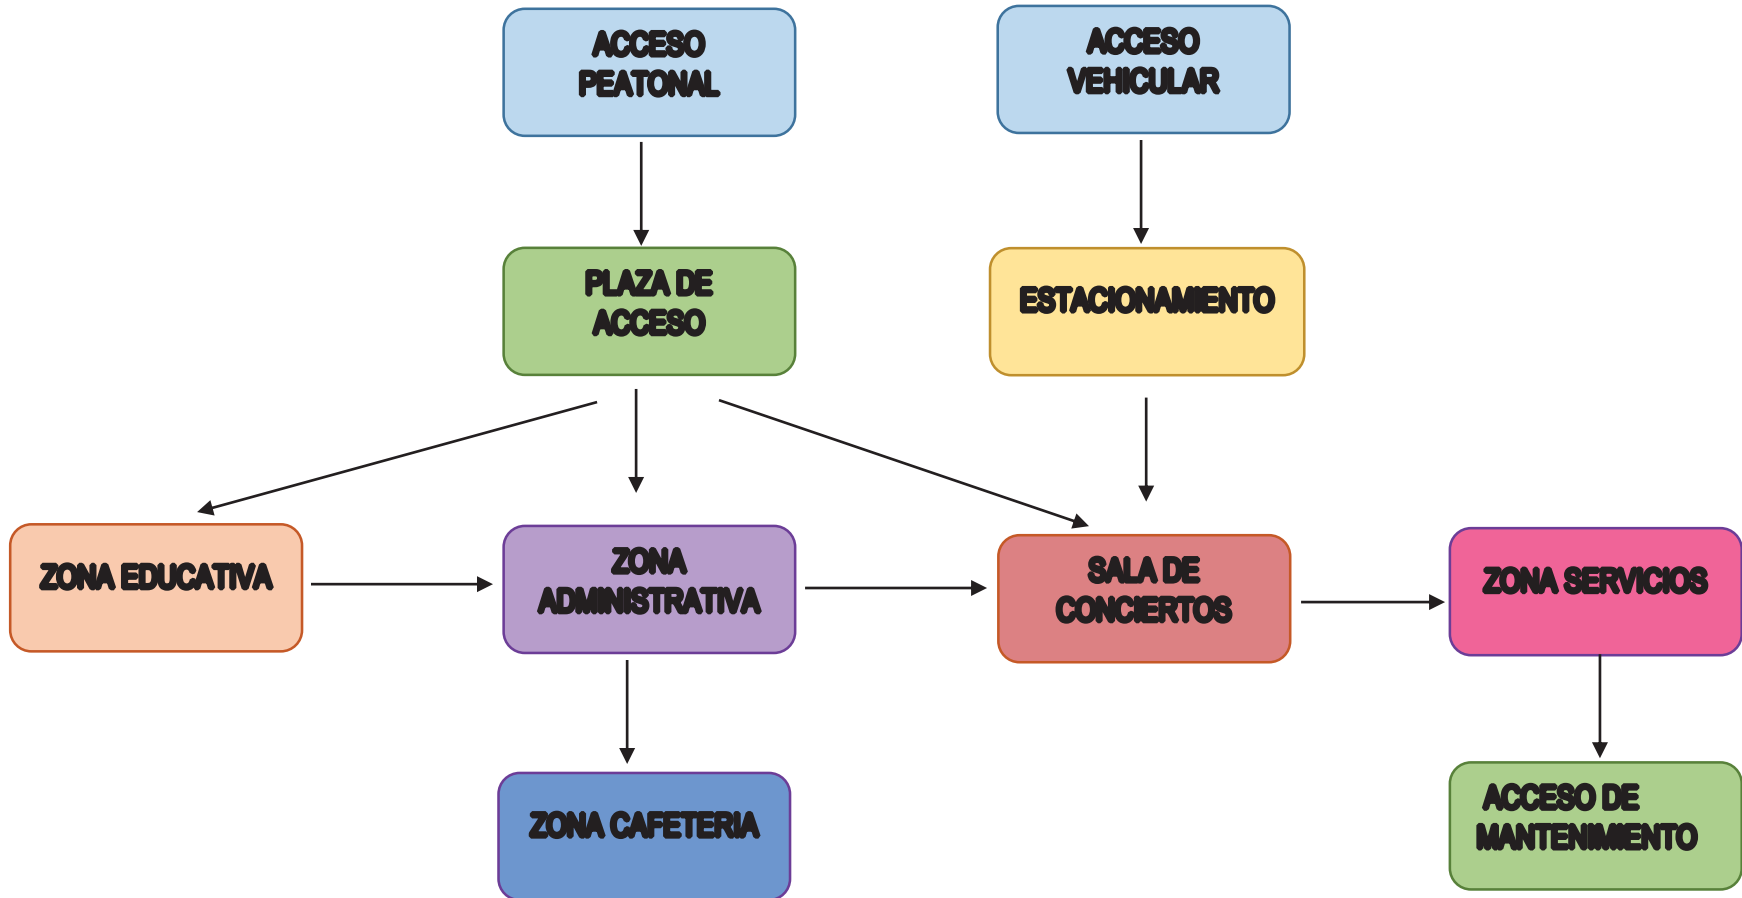 ACCESO
PEATONAL
ACCESO
VEHICULAR
PLAZA DE
ACCESO
ESTACIONAMIENTO
ZONA EDUCATIVA
ZONA
ADMINISTRATIVA
SALA DE
CONCIERTOS
ZONA SERVICIOS
ZONA CAFETERIA
ACCESO DE
MANTENIMIENTO